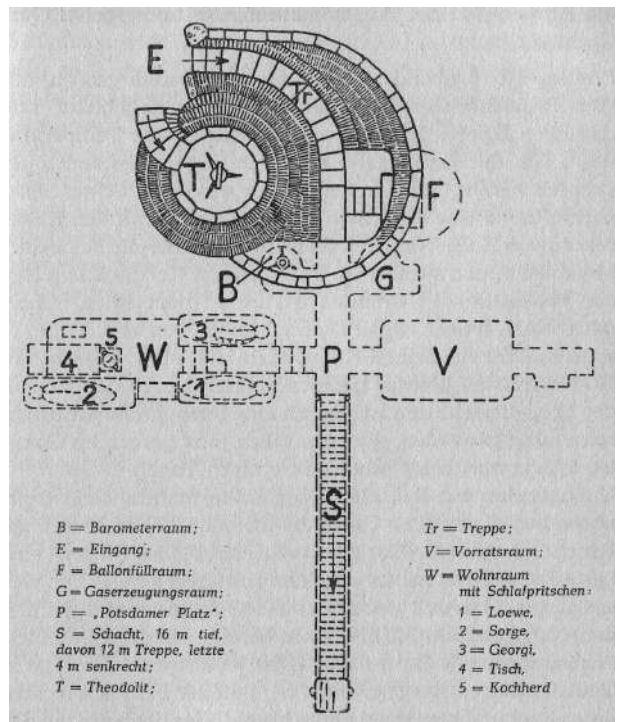 E
Tr
T
F
B
G
3
5
4
W
P
V
2
1
S
B = Barometerraum;
E = Eingang;
F = Ballonfüllraum;
G = Gaserzeugungsraum;
P = „Potsdamer Platz";
S = Schacht, 16 m tief,
davon 12 m Treppe, letzte
4 m senkrecht;
T = Theodolit;
Tr = Treppe;
V = Vorratsraum;
W = Wohnraum
mit Schlafpritschen:
1 = Loewe,
2 = Sorge,
3 = Georgi,
4 = Tisch,
5 = Kochherd